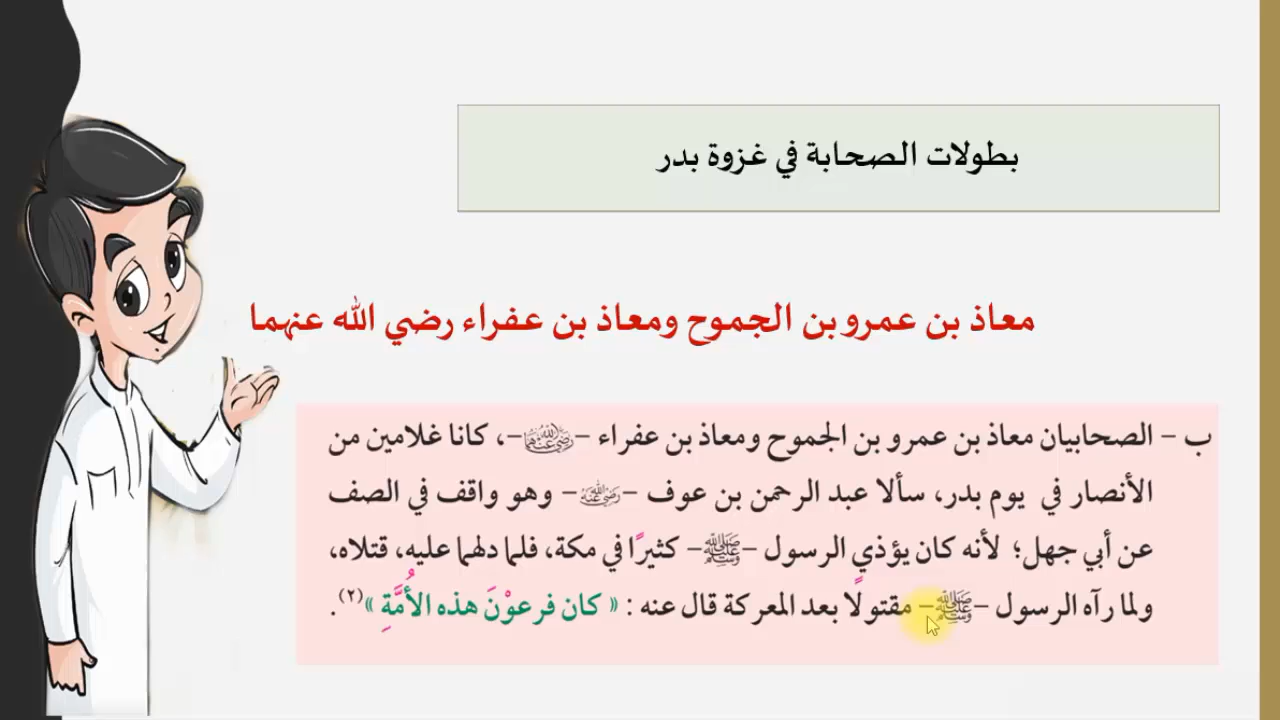 بطولات الصحابة في غزوة بدر
معاذ بن عمرو بن الجموح ومعاذ بن عفراء رضي الله عنهما
ب - الصحابيان معاذ بن عمرو بن الجموح ومعاذ بن عفراء -رضي الله عنهما-، كانا غلامين من
الأنصار في يوم بدر، سألا عبد الرحمن بن عوف -رضي الله عنه- وهو واقف في الصف
عن أبي جهل؛ لأنه كان يؤذي الرسول -ﷺ- كثيرًا في مكة، فلما دلهما عليه، قتلاه،
ولما رآه الرسول -ﷺ- مقتولًا بعد المعركة قال عنه : « كان فرعوْنَ هذه الأُمَّةِ »(٢).